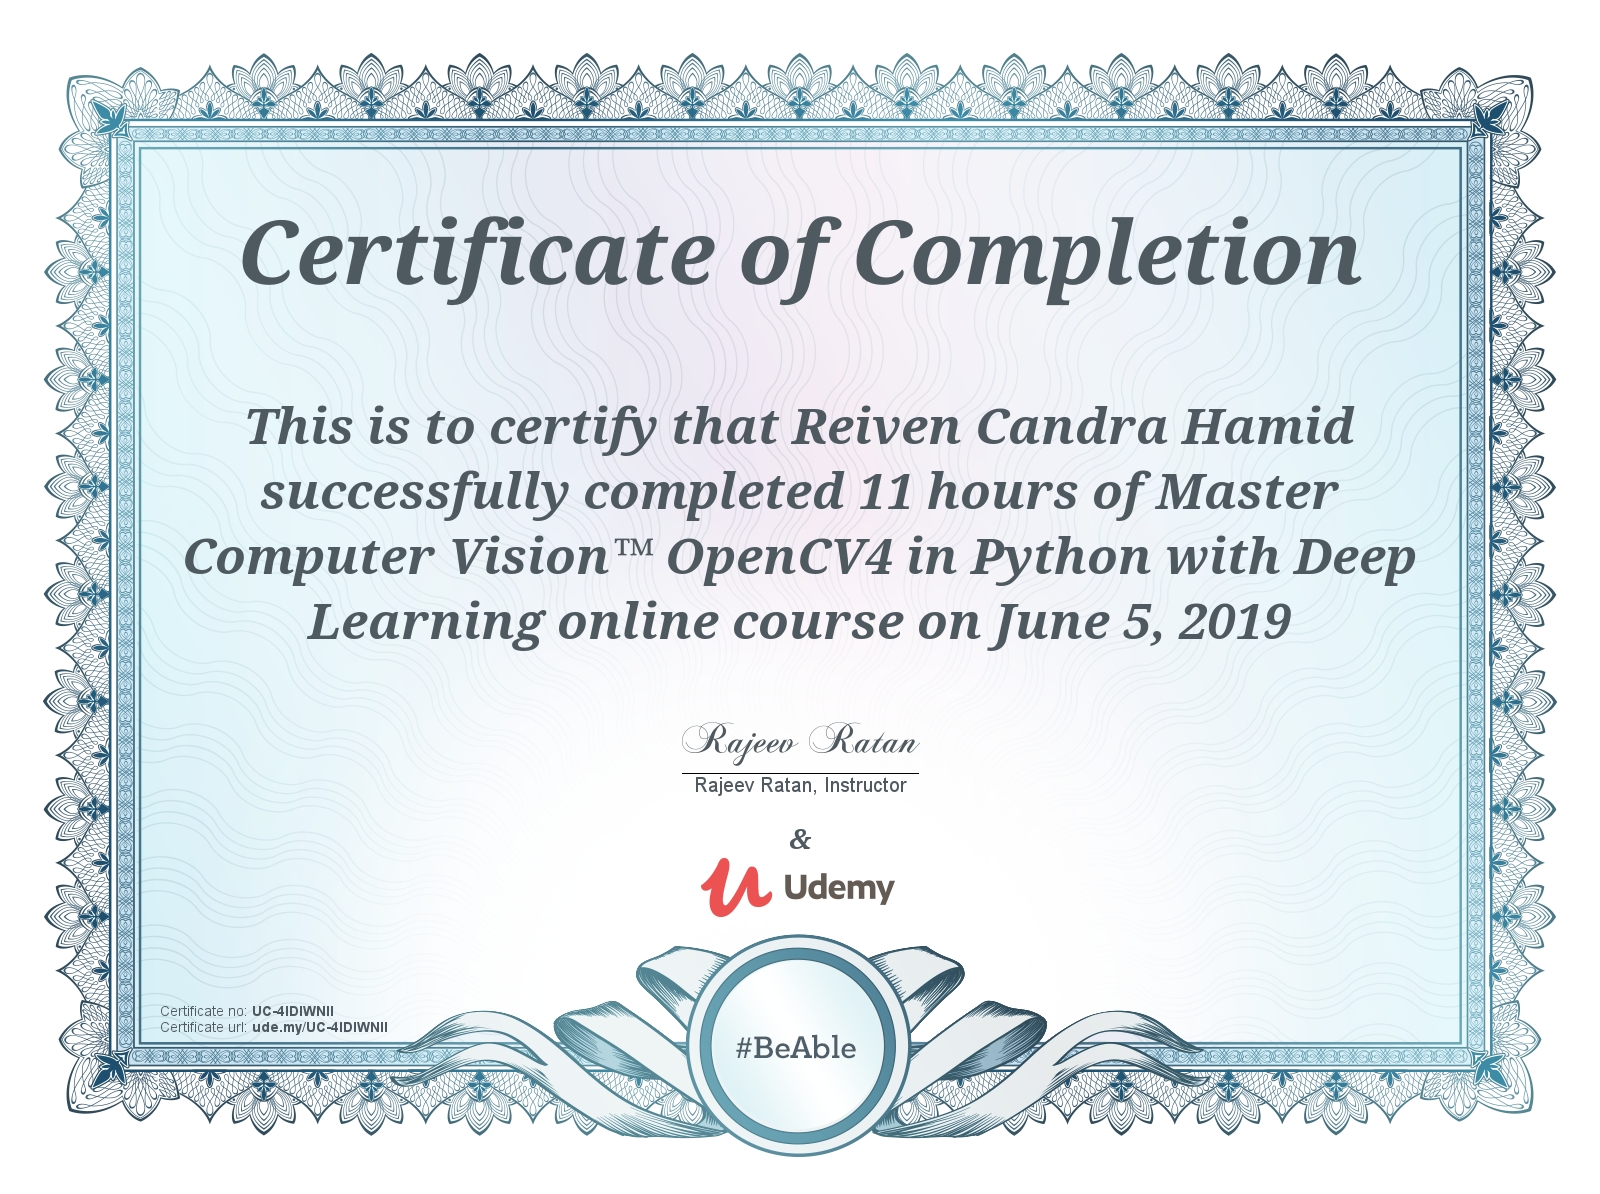 Certificate of Completion
This is to certify that Reiven Candra Hamid
successfully completed 11 hours of Master
Computer Vision™ OpenCV4 in Python with Deep
Learning online course on June 5, 2019
Rajeev Ratan
Rajeev Ratan, Instructor
&
Udemy
#BeAble
Certificate no: UC-4IDIWNII
Certificate url: ude.my/UC-4IDIWNII